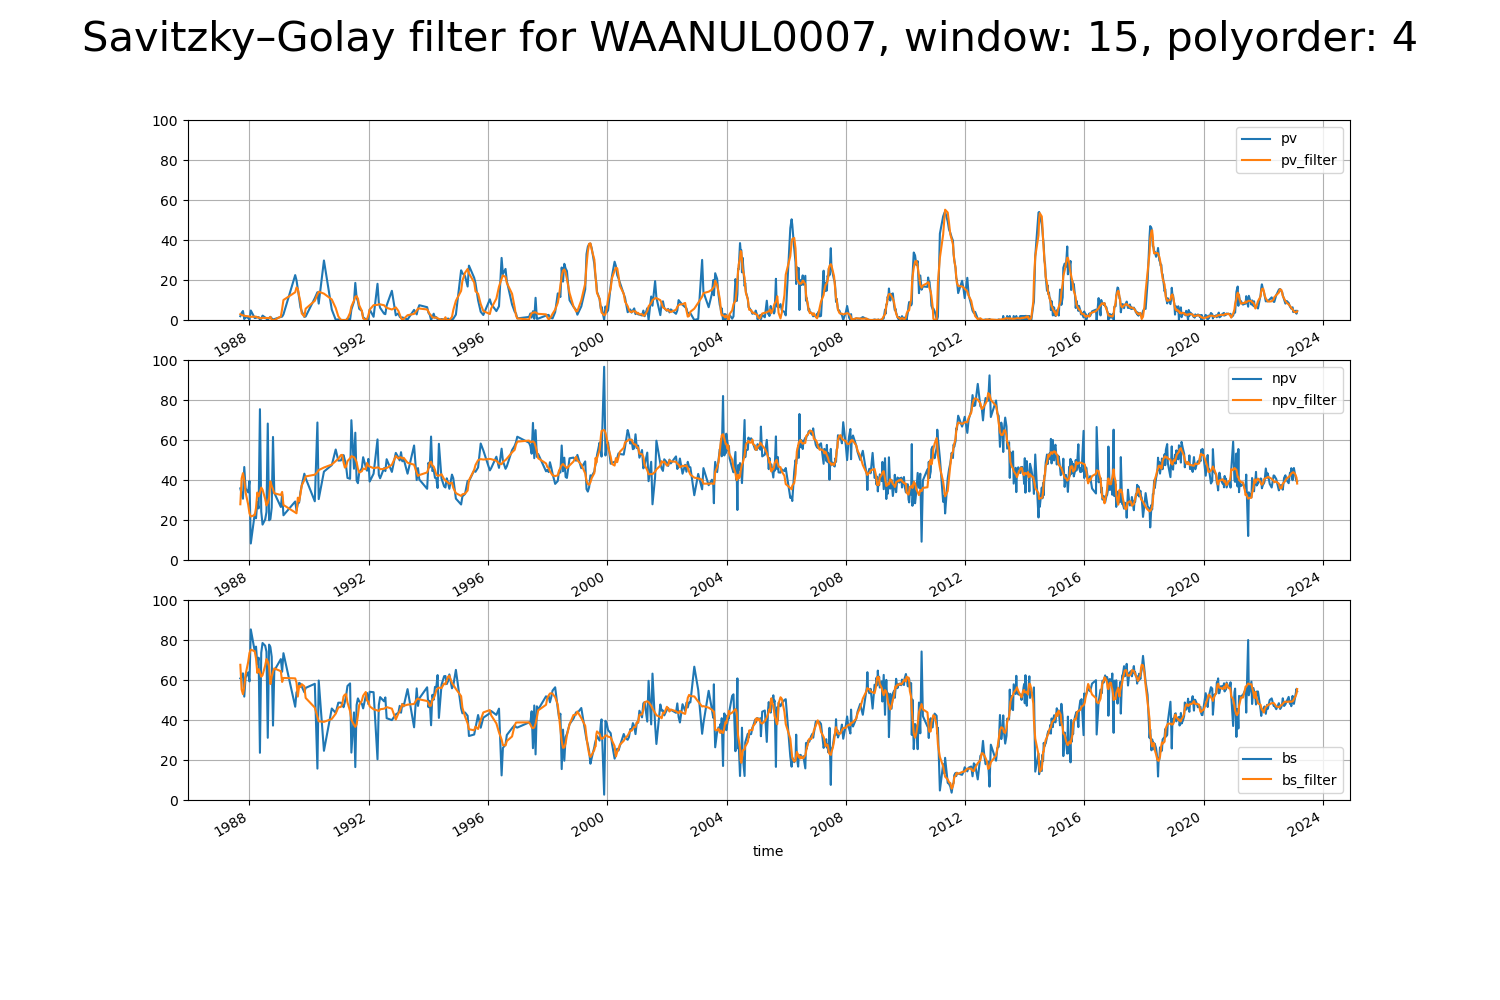 Savitzky–Golay filter for WAANUL0007, window: 15, polyorder: 4
100
80
60
40
20
0
pv
pv_filter
1988 1992 1996 2000 2004 2008 2012 2016 2020 2024
100
80
60
40
20
0
npv
npv_filter
1988 1992 1996 2000 2004 2008 2012 2016 2020 2024
100
80
60
40
20
0
bs
bs_filter
1988 1992 1996 2000 2004 2008 2012 2016 2020 2024
time